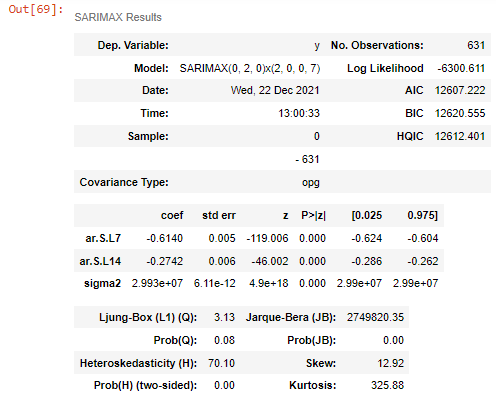 Out[69]:
SARIMAX Results
Dep. Variable: y No. Observations: 631
Model: SARIMAX(0, 2, 0)x(2, 0, 0, 7) Log Likelihood -6300.611
Date: Wed, 22 Dec 2021 AIC 12607.222
Time: 13:00:33 BIC 12620.555
Sample: 0 HQIC 12612.401
- 631
Covariance Type: opg
coef std err z P>|z| [0.025 0.975]
ar.S.L7 -0.6140 0.005 -119.006 0.000 -0.624 -0.604
ar.S.L14 -0.2742 0.006 -46.002 0.000 -0.286 -0.262
sigma2 2.993e+07 6.11e-12 4.9e+18 0.000 2.99e+07 2.99e+07
Ljung-Box (L1) (Q): 3.13 Jarque-Bera (JB): 2749820.35
Prob(Q): 0.08 Prob(JB): 0.00
Heteroskedasticity (H): 70.10 Skew: 12.92
Prob(H) (two-sided): 0.00 Kurtosis: 325.88